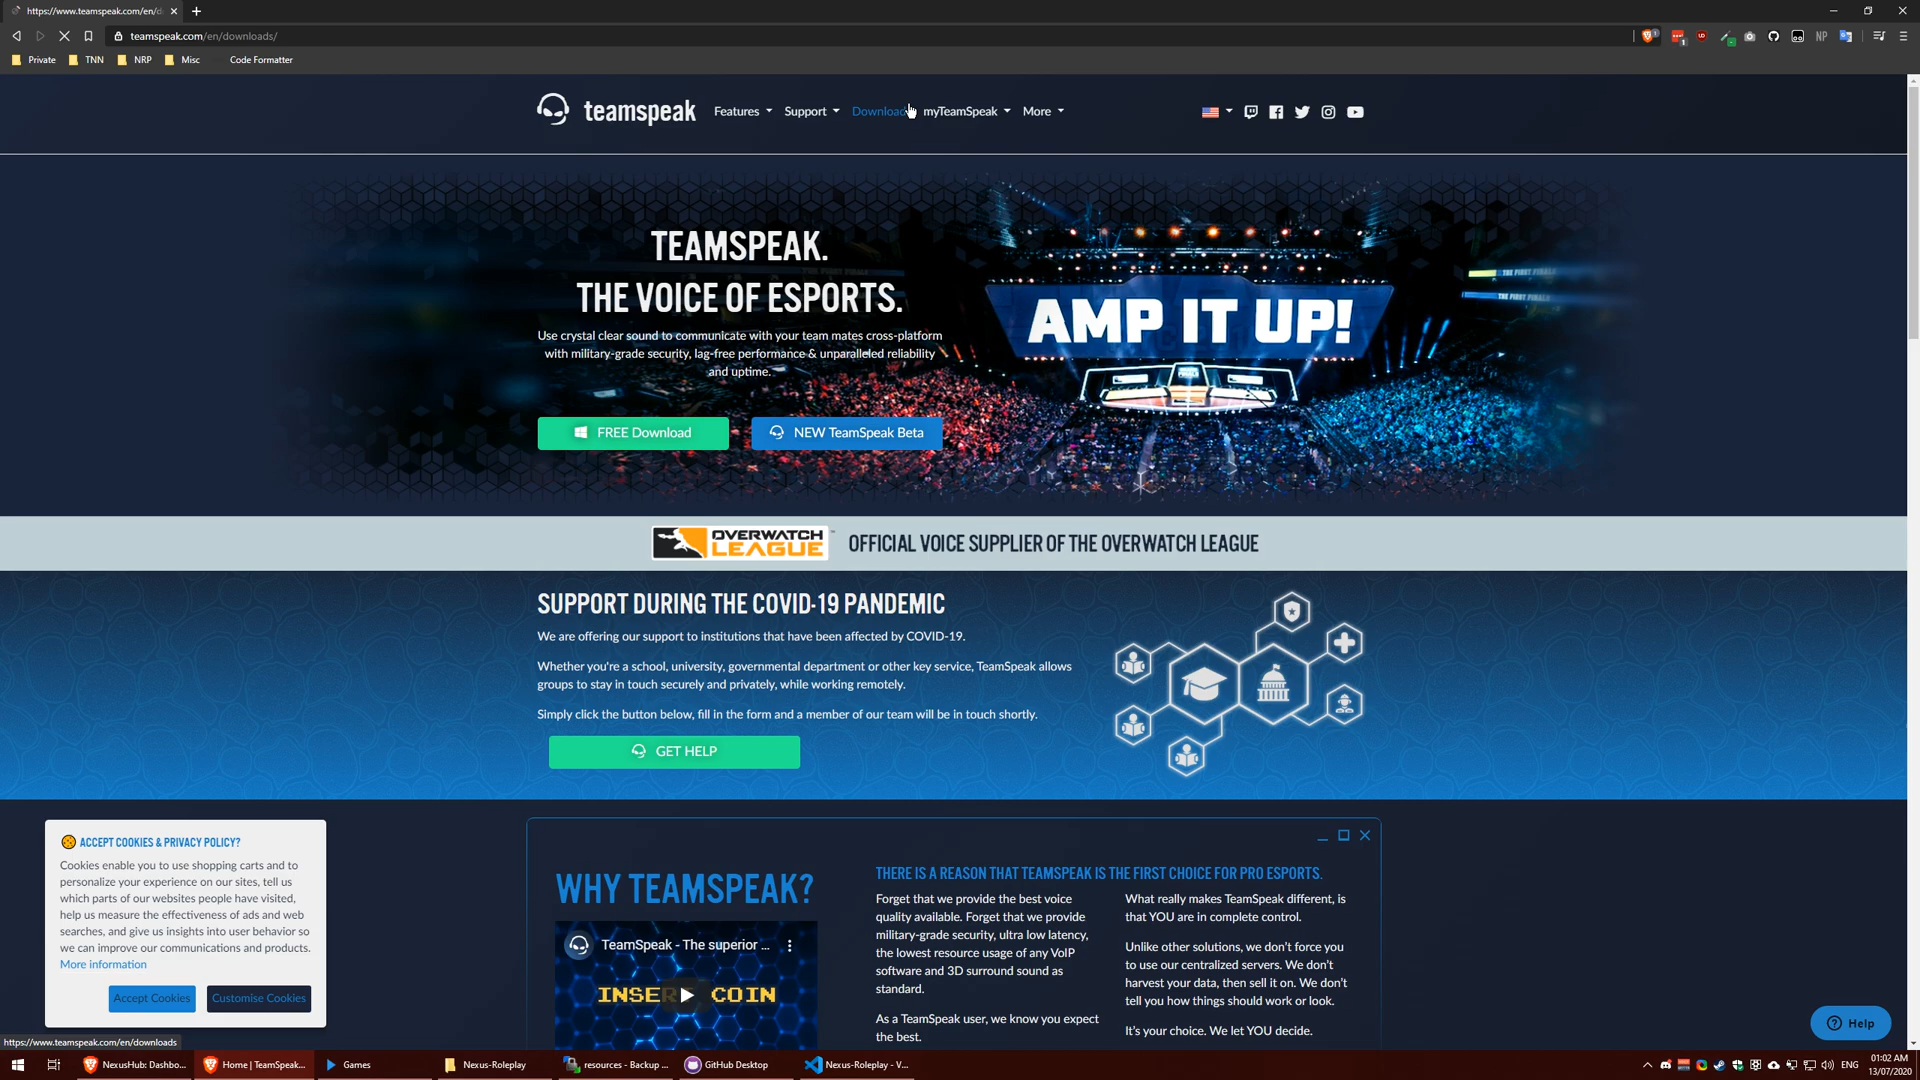 https://www.teamspeak.com/en/d
teamspeak.com/en/downloads/
NP
Private
TNN
NRP
Misc
Code Formatter
teamspeak
Features
Support
Download
myTeamSpeak
More
TEAMSPEAK.
THE VOICE OF ESPORTS.
Use crystal clear sound to communicate with your team mates cross-platform
with military-grade security, lag-free performance & unparalleled reliability
and uptime.
FREE Download
NEW TeamSpeak Beta
AMP IT UP!
THE FIRST FINALS
THE FIRST FINALS
OVERWATCH
LEAGUE
OFFICIAL VOICE SUPPLIER OF THE OVERWATCH LEAGUE
SUPPORT DURING THE COVID-19 PANDEMIC
We are offering our support to institutions that have been affected by COVID-19.
Whether you're a school, university, governmental department or other key service, TeamSpeak allows
groups to stay in touch securely and privately, while working remotely.
Simply click the button below, fill in the form and a member of our team will be in touch shortly.
GET HELP
ACCEPT COOKIES & PRIVACY POLICY?
Cookies enable you to use shopping carts and to
personalize your experience on our sites, tell us
which parts of our websites people have visited,
help us measure the effectiveness of ads and web
searches, and give us insights into user behavior so
we can improve our communications and products.
More information
Accept Cookies
Customise Cookies
WHY TEAMSPEAK?
TeamSpeak - The superior ...
INSERT COIN
THERE IS A REASON THAT TEAMSPEAK IS THE FIRST CHOICE FOR PRO ESPORTS.
Forget that we provide the best voice
quality available. Forget that we provide
military-grade security, ultra low latency,
the lowest resource usage of any VoIP
software and 3D surround sound as
standard.
As a TeamSpeak user, we know you expect
the best.
What really makes TeamSpeak different, is
that YOU are in complete control.
Unlike other solutions, we don't force you
to use our centralized servers. We don't
harvest your data, then sell it on. We don't
tell you how things should work or look.
It's your choice. We let YOU decide.
Help
https://www.teamspeak.com/en/downloads
NexusHub: Dashbo...
Home | TeamSpeak...
Games
Nexus-Roleplay
resources - Backup ...
GitHub Desktop
Nexus-Roleplay - V...
ENG
01:02 AM
13/07/2020